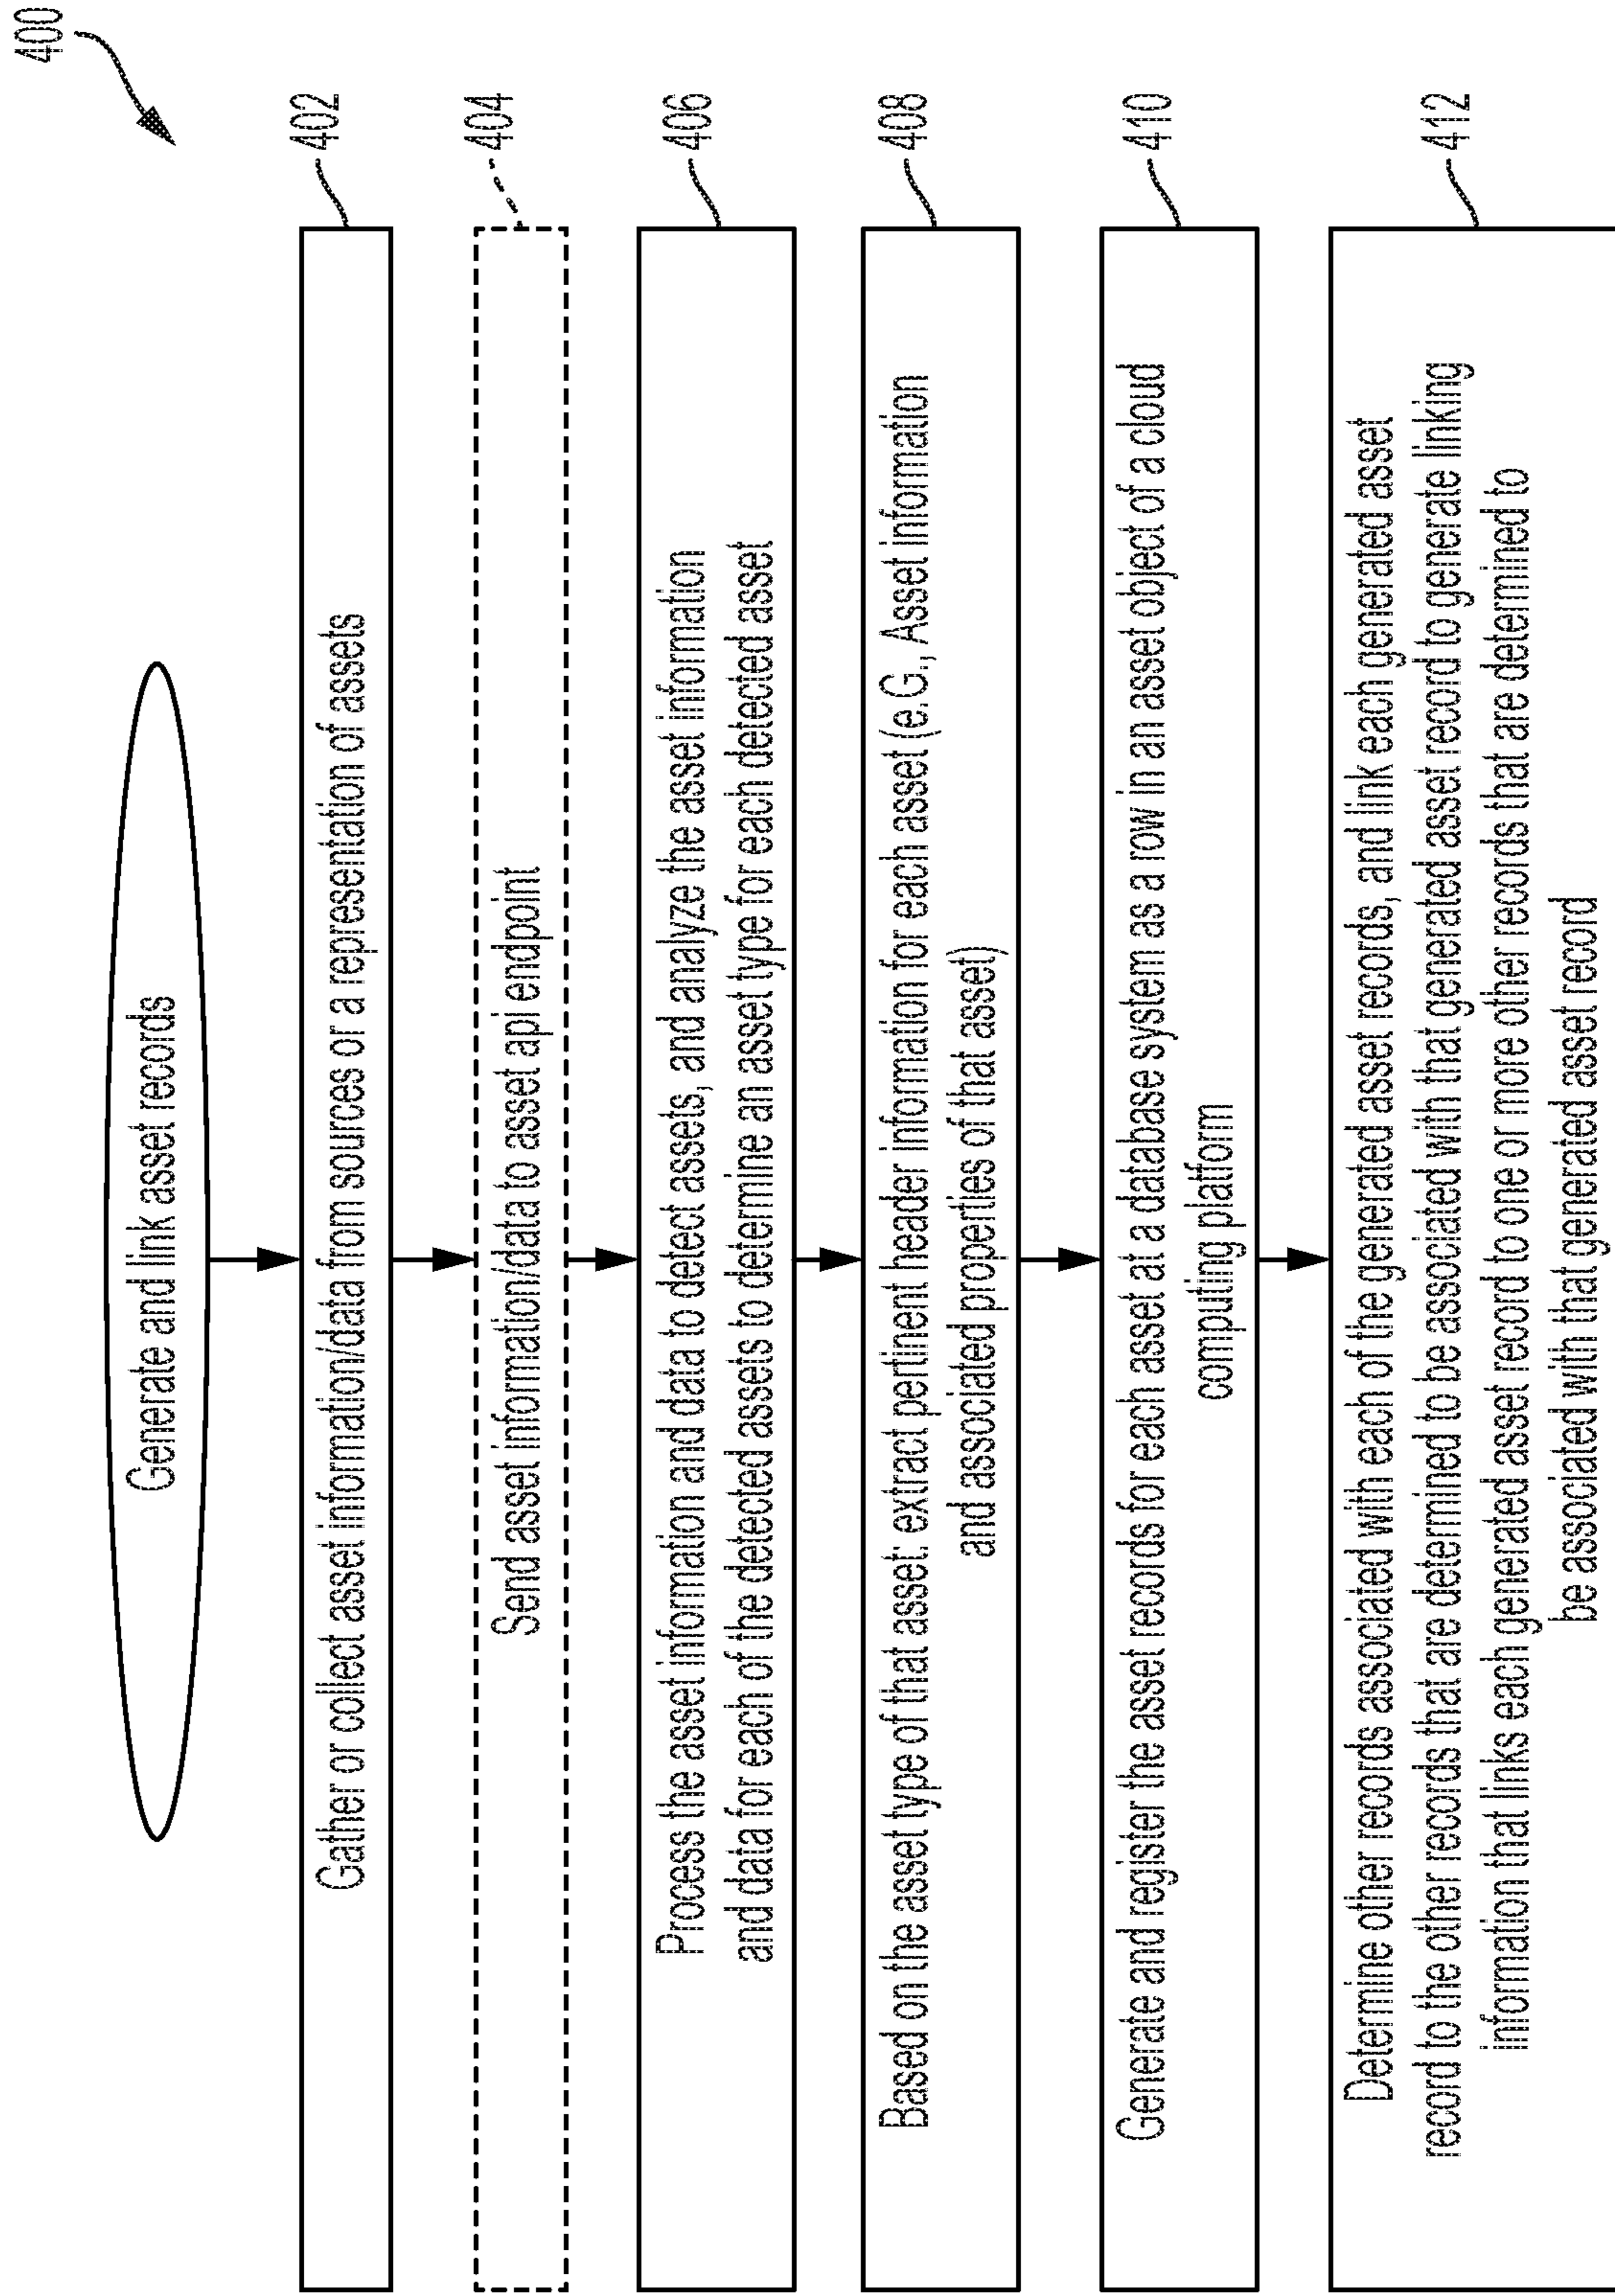 400
Generate and link asset records
402
Gather or collect asset information/data from sources or a representation of assets
404
Send asset information/data to asset api endpoint
406
Process the asset information and data to detect assets, and analyze the asset information
and data for each of the detected assets to determine an asset type for each detected asset
408
Based on the asset type of that asset: extract pertinent header information for each asset (e.G., Asset information
and associated properties of that asset)
410
Generate and register the asset records for each asset at a database system as a row in an asset object of a cloud
computing platform
412
Determine other records associated with each of the generated asset records, and link each generated asset
record to the other records that are determined to be associated with that generated asset record to generate linking
information that links each generated asset record to one or more other records that are determined to
be associated with that generated asset record